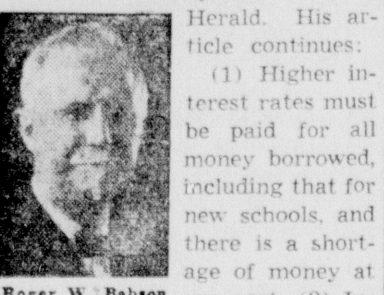 Herald. His ar-
ticle continues:
(1) Higher in-
terest rates must
be paid for all
money borrowed,
including that for
new schools, and
there is a short-
age of money at
Roger W. Babson